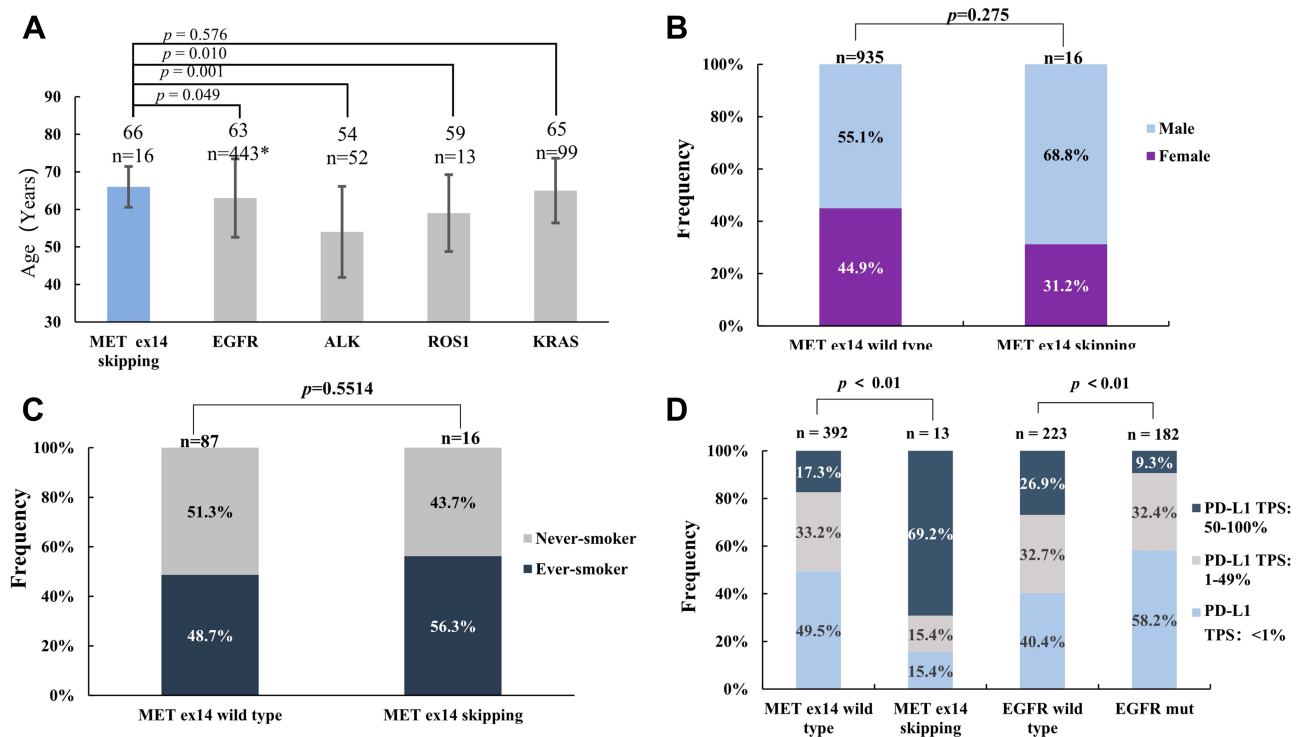 A
p = 0.576
p = 0.010
p = 0.001
p = 0.049
90
80
70
60
50
40
30
Age (Years)
66
n=16
63
n=443*
54
n=52
59
n=13
65
n=99
MET ex14
skipping
EGFR
ALK
ROS1
KRAS
B
p=0.275
n=935
n=16
100%
80%
60%
40%
20%
0%
Frequency
55.1%
44.9%
68.8%
31.2%
Male
Female
MET ex14 wild type
MET ex14 skipping
C
p=0.5514
n=87
n=16
100%
80%
60%
40%
20%
0%
Frequency
51.3%
48.7%
43.7%
56.3%
Never-smoker
Ever-smoker
MET ex14 wild type
MET ex14 skipping
D
p < 0.01
p < 0.01
n = 392
n = 13
n = 223
n = 182
100%
80%
60%
40%
20%
0%
Frequency
17.3%
33.2%
49.5%
69.2%
15.4%
15.4%
26.9%
32.7%
40.4%
9.3%
32.4%
58.2%
PD-L1 TPS:
50-100%
PD-L1 TPS:
1-49%
PD-L1
TPS: <1%
MET ex14 wild
type
MET ex14
skipping
EGFR wild
type
EGFR mut